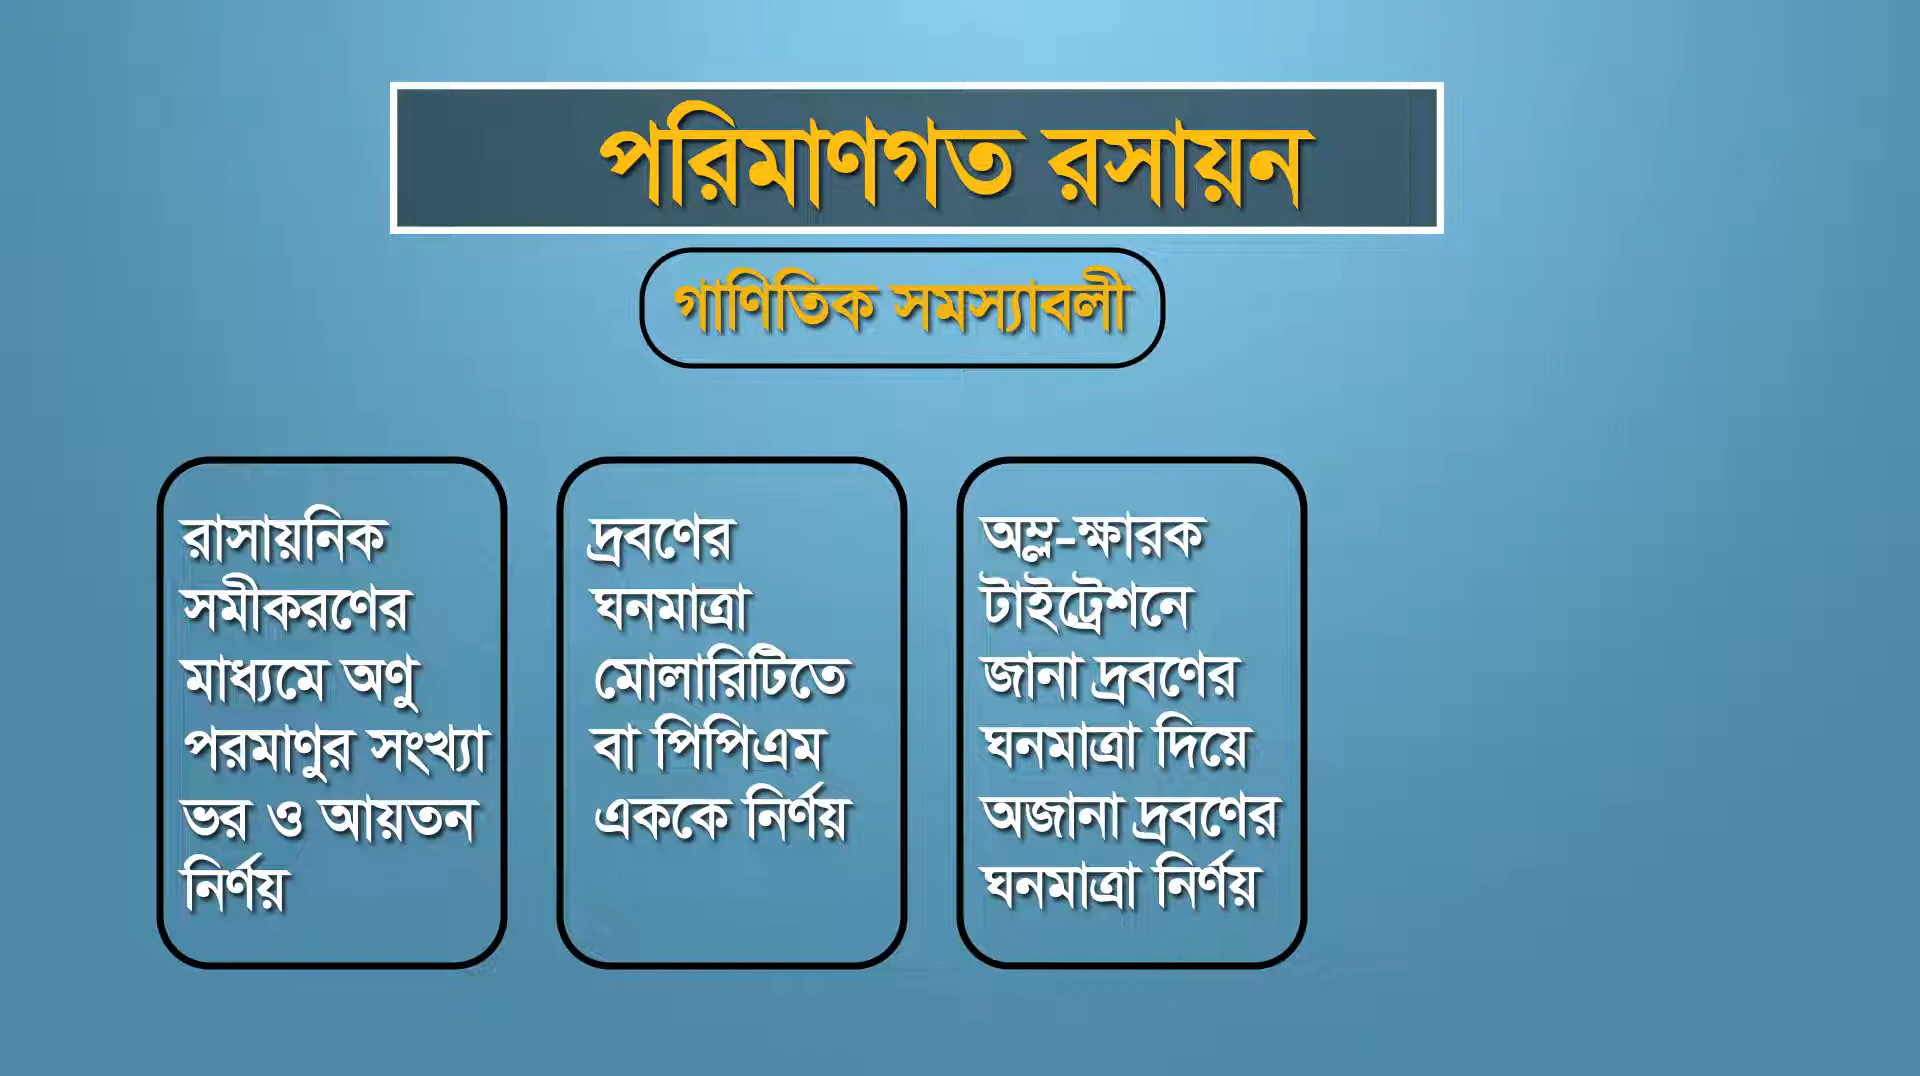 পরিমাণগত রসায়ন
গাণিতিক সমস্যাবলী
রাসায়নিক
সমীকরণের
মাধ্যমে অণু
পরমাণুর সংখ্যা
ভর ও আয়তন
নির্ণয়
দ্রবণের
ঘনমাত্রা
মোলারিটিতে
বা পিপিএম
এককে নির্ণয়
অম্ল-ক্ষারক
টাইট্রেশনে
জানা দ্রবণের
ঘনমাত্রা দিয়ে
অজানা দ্রবণের
ঘনমাত্রা নির্ণয়